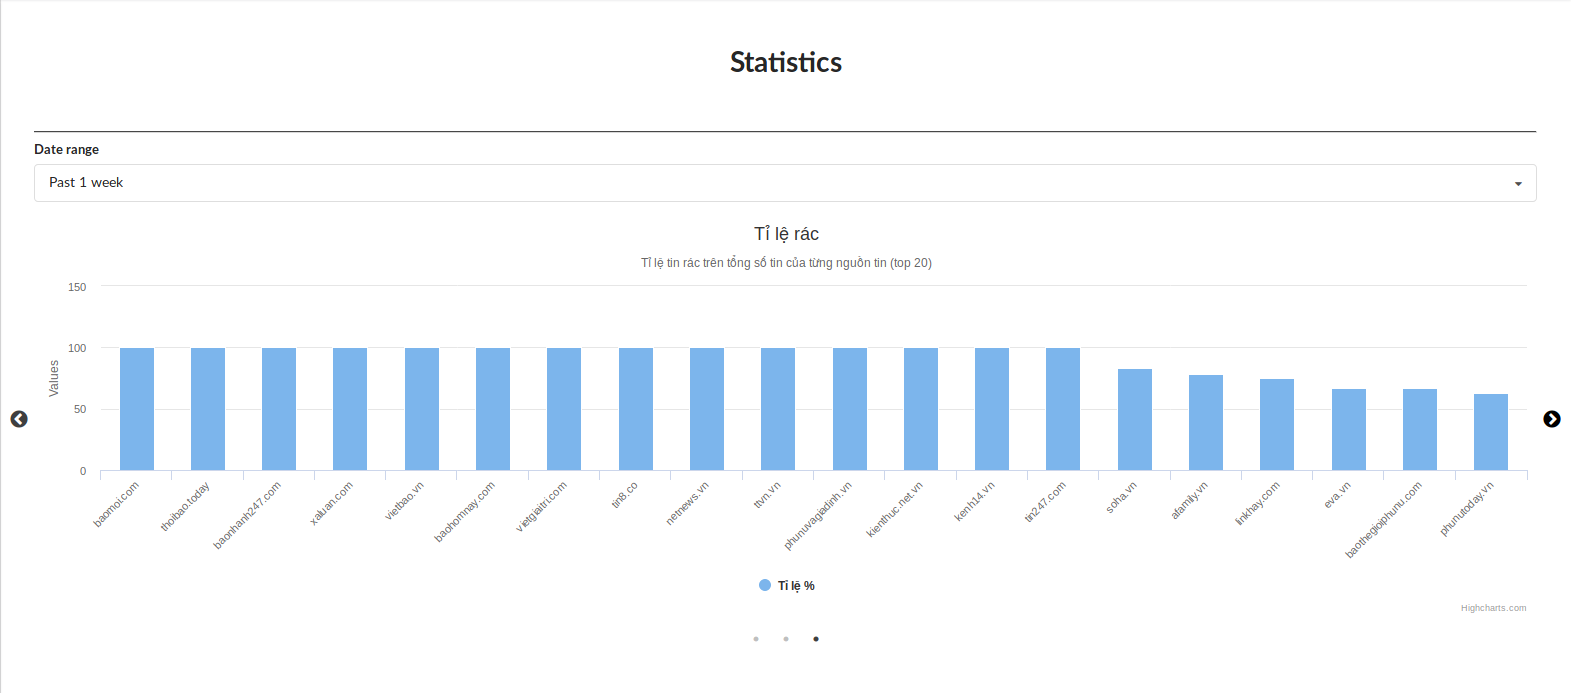 Statistics
Date range
Past 1 week
Tỉ lệ rác
Tỉ lệ tin rác trên tổng số tin của từng nguồn tin (top 20)
150
100
50
0
Values
baomoi.com
thoibao.today
baonhanh247.com
xaluan.com
vietbao.vn
baohomnay.com
vietgiaitri.com
tin8.co
netnews.vn
ttvn.vn
phunuvagiadinh.vn
kienthuc.net.vn
kenh14.vn
tin247.com
soha.vn
afamily.vn
linkhay.com
eva.vn
baothegioiphunu.com
phunutoday.vn
Tỉ lệ %
Highcharts.com